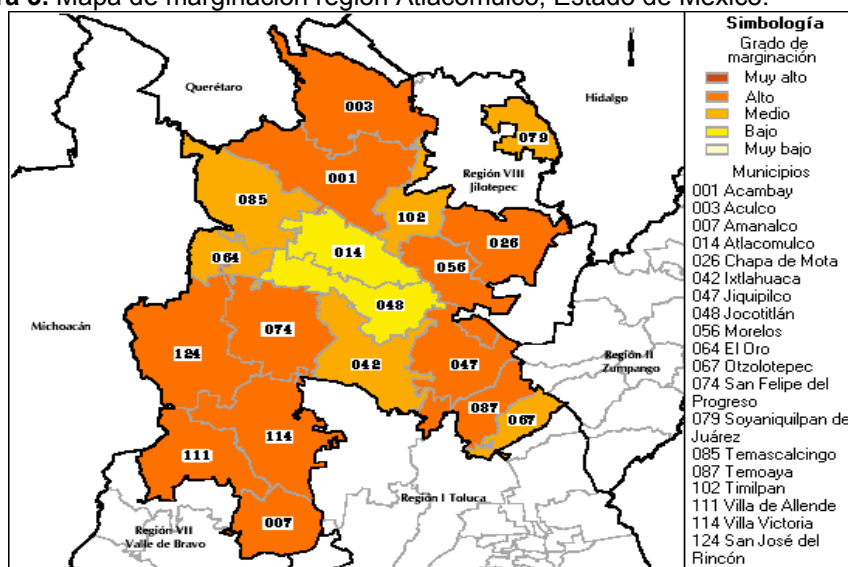 ra 3. Mapa de marginación región Atlacomulco, Estado de México.
Simbología
Grado de
marginación
Muy alto
Alto
Medio
Bajo
Muy bajo
Municipios
001 Acambay
003 Aculco
007 Amanalco
014 Atlacomulco
026 Chapa de Mota
042 Ixtlahuaca
047 Jiquipilco
048 Jocotitlán
056 Morelos
064 El Oro
067 Otzolotepec
074 San Felipe del
Progreso
079 Soyaniquilpan de
Juárez
085 Temascalcingo
087 Temoaya
102 Timilpan
111 Villa de Allende
114 Villa Victoria
124 San José del
Rincón
Querétaro
Hidalgo
003
079
001
Región VIII
Jilotepec
085
102
026
014
064
056
048
Michoacán
074
124
042
047
Región II
Zumpango
087
067
114
111
Región I Toluca
007
Región VII
Valle de Bravo